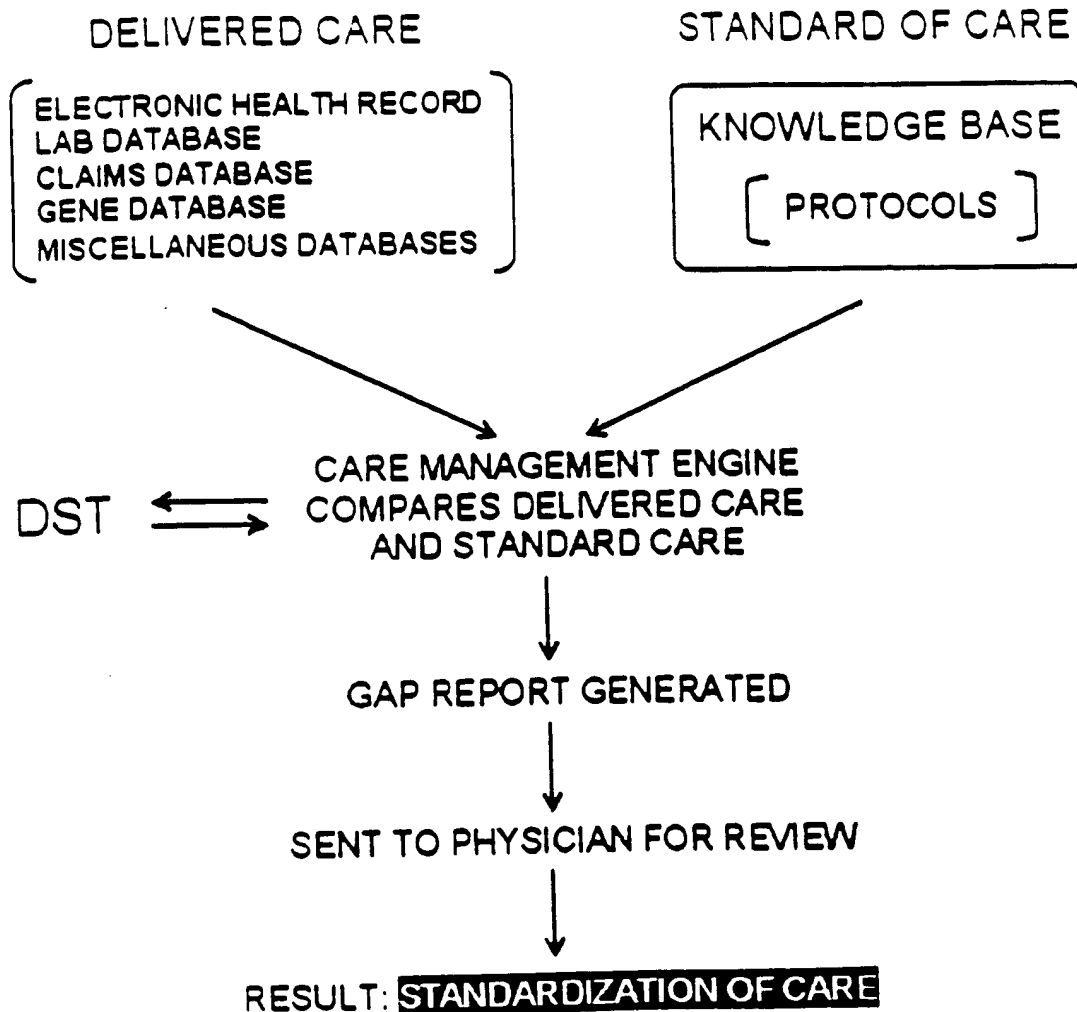 DELIVERED CARE
ELECTRONIC HEALTH RECORD
LAB DATABASE
CLAIMS DATABASE
GENE DATABASE
MISCELLANEOUS DATABASES
STANDARD OF CARE
KNOWLEDGE BASE
PROTOCOLS
DST
CARE MANAGEMENT ENGINE
COMPARES DELIVERED CARE
AND STANDARD CARE
GAP REPORT GENERATED
SENT TO PHYSICIAN FOR REVIEW
RESULT: STANDARDIZATION OF CARE